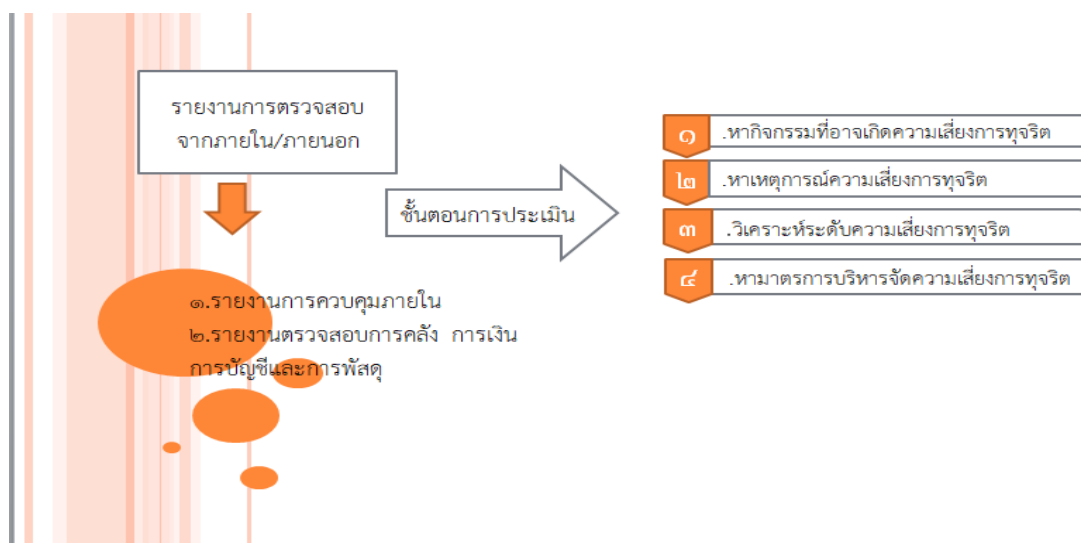 รายงานการตรวจสอบ
จากภายใน/ภายนอก
๑.รายงานการควบคุมภายใน
๒.รายงานตรวจสอบการคลัง การเงิน
การบัญชีและการพัสดุ
ขั้นตอนการประเมิน
๑ .หากิจกรรมที่อาจเกิดความเสี่ยงการทุจริต
๒ .หาเหตุการณ์ความเสี่ยงการทุจริต
๓ .วิเคราะห์ระดับความเสี่ยงการทุจริต
๔ .หามาตรการบริหารจัดความเสี่ยงการทุจริต